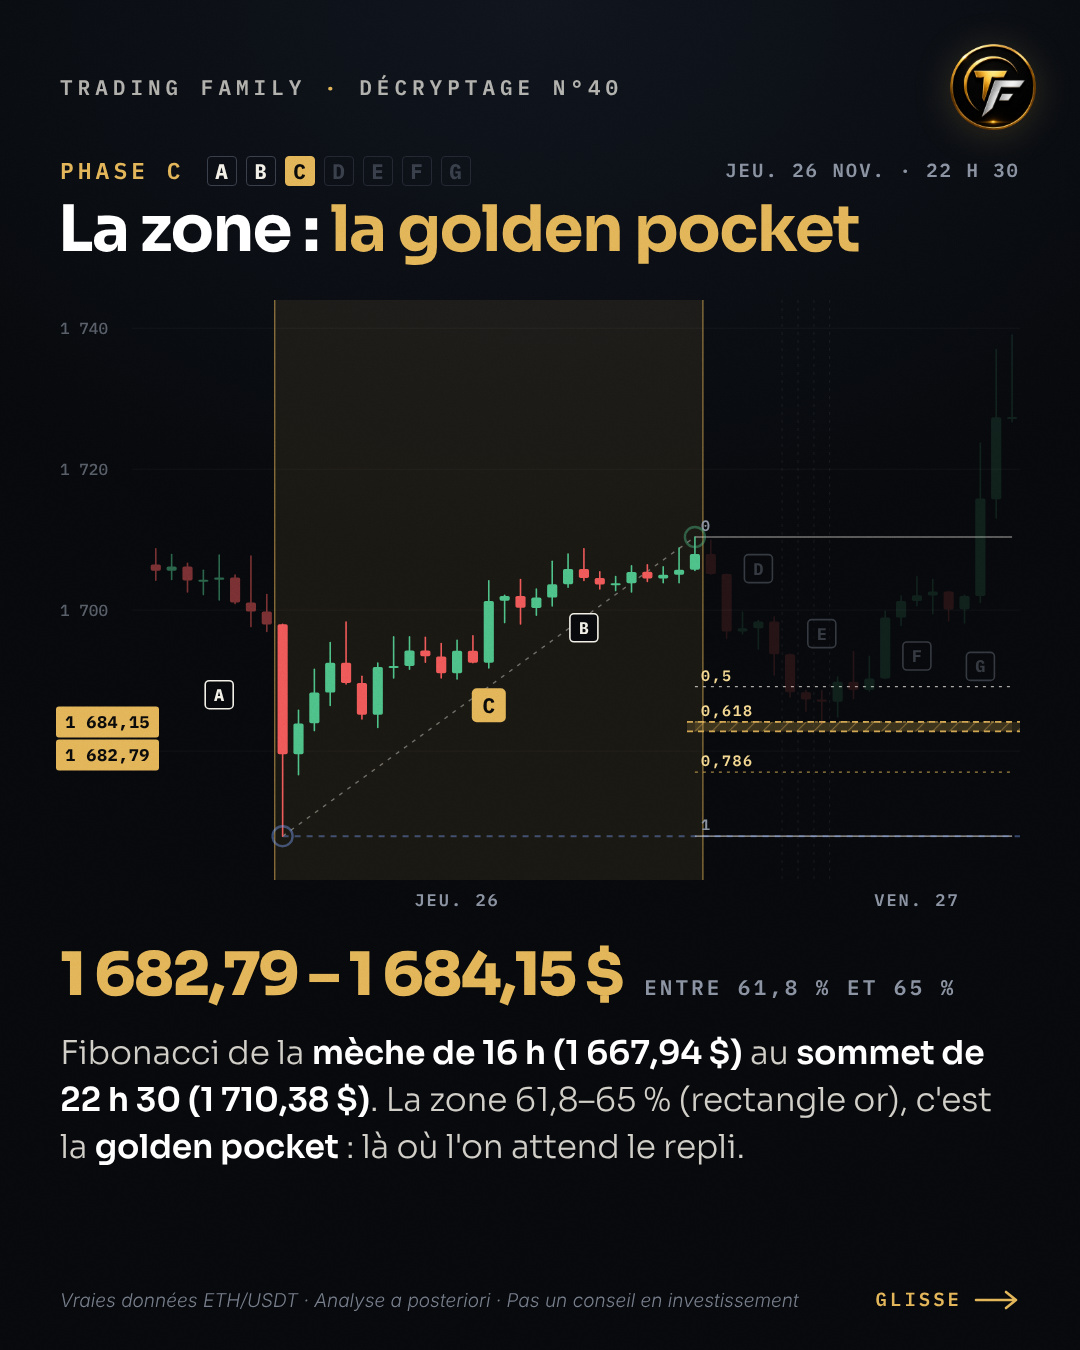 TRADING FAMILY · DÉCRYPTAGE N°40
TF
PHASE C A B C D E F G
JEU. 26 NOV. · 22 H 30
La zone : la golden pocket
1 740
1 720
1 700
1 684,15
1 682,79
A
B
C
D
E
F
G
0
0,5
0,618
0,786
1
JEU. 26
VEN. 27
1 682,79 – 1 684,15 $ ENTRE 61,8 % ET 65 %
Fibonacci de la mèche de 16 h (1 667,94 $) au sommet de
22 h 30 (1 710,38 $). La zone 61,8–65 % (rectangle or), c'est
la golden pocket : là où l'on attend le repli.
Vraies données ETH/USDT · Analyse a posteriori · Pas un conseil en investissement
GLISSE →